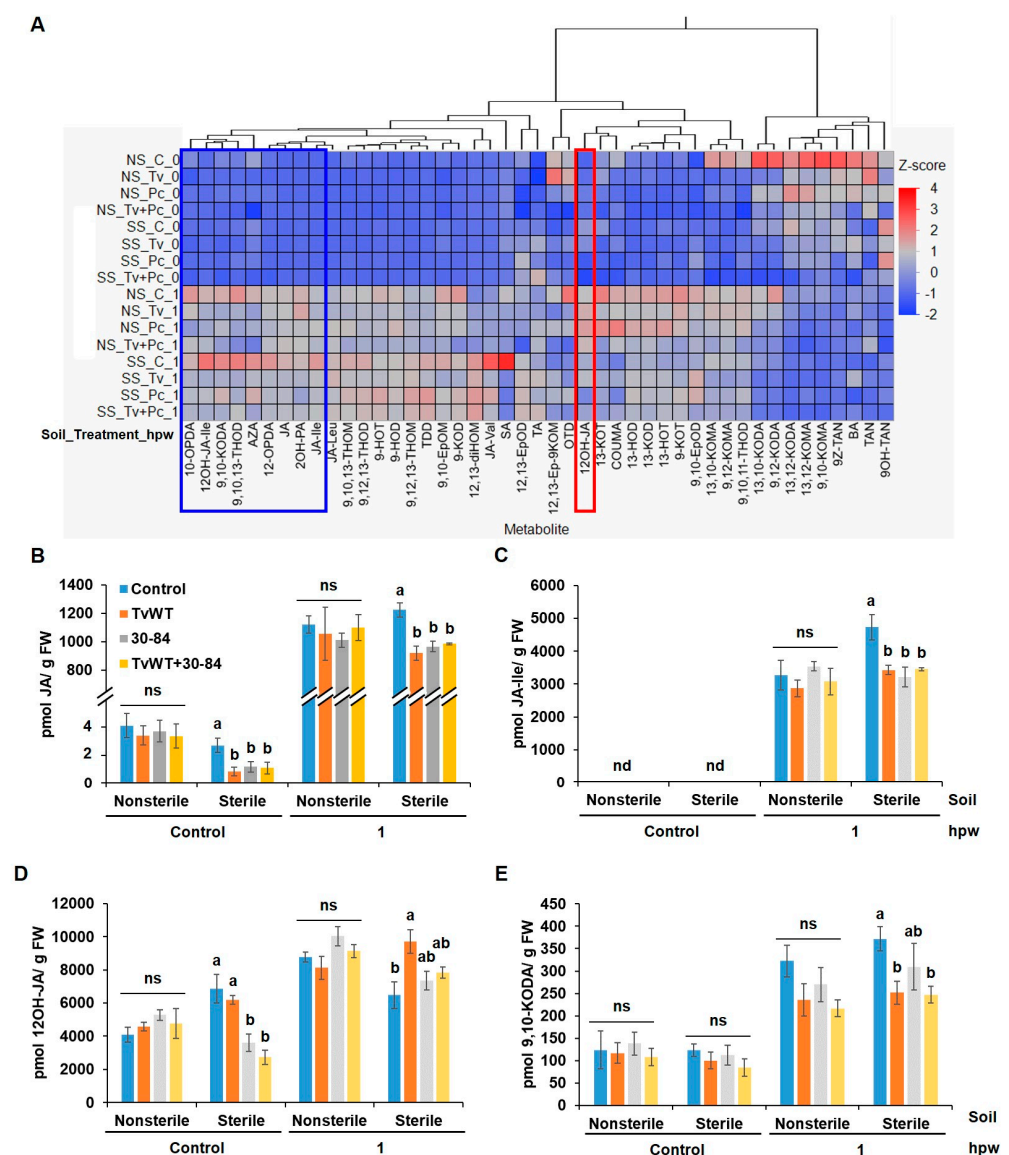 A
Z-score
4
3
2
1
0
-1
-2
NS_C_0
NS_Tv_0
NS_Pc_0
NS_Tv+Pc_0
SS_C_0
SS_Tv_0
SS_Pc_0
SS_Tv+Pc_0
NS_C_1
NS_Tv_1
NS_Pc_1
NS_Tv+Pc_1
SS_C_1
SS_Tv_1
SS_Pc_1
SS_Tv+Pc_1
Soil_Treatment_hpw
10-OPDA
12OH-JA-Ile
9,10-KODA
9,10,13-THOD
AZA
12-OPDA
JA
2OH-PA
JA-Ile
JA-Leu
9,10,13-THOM
9,12,13-THOD
9-HOT
9-HOD
9,12,13-THOM
TDD
9,10-EpOM
9-KOD
12,13-diHOM
JA-Val
SA
12,13-EpOD
TA
12,13-Ep-9KOM
OTD
12OH-JA
13-KOT
COUMA
13-HOD
13-KOD
13-HOT
9-KOT
9,10-EpOD
13,10-KOMA
9,12-KOMA
9,10,11-THOD
13,10-KODA
9,12-KODA
13,12-KODA
13,12-KOMA
9,10-KOMA
9Z-TAN
BA
TAN
9OH-TAN
Metabolite
B
pmol JA/ g FW
1400
1200
1000
800
4
2
0
Control
TvWT
30-84
TvWT+30-84
ns
a
b b b
ns
a
b b b
Nonsterile Sterile Nonsterile Sterile
Control 1
C
pmol JA-Ile/ g FW
6000
5000
4000
3000
2000
1000
0
nd nd
ns
a
b b b
Nonsterile Sterile Nonsterile Sterile Soil
Control 1 hpw
D
pmol 12OH-JA/ g FW
12000
10000
8000
6000
4000
2000
0
ns
a a
b b
ns
b a ab ab
Nonsterile Sterile Nonsterile Sterile
Control 1
E
pmol 9,10-KODA/ g FW
450
400
350
300
250
200
150
100
50
0
ns
ns
ns
a b ab b
Nonsterile Sterile Nonsterile Sterile Soil
Control 1 hpw